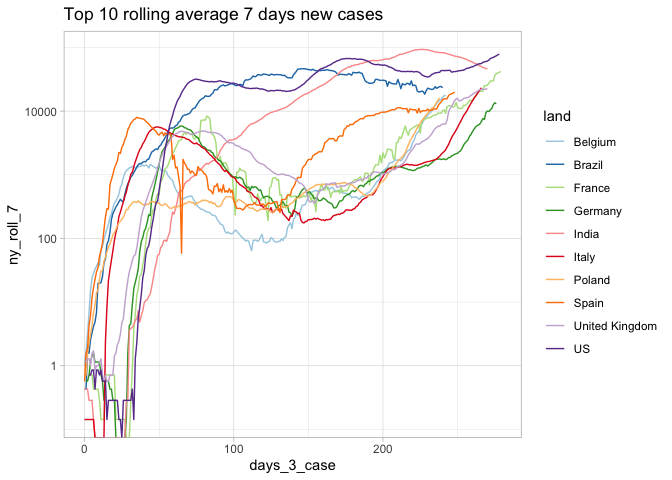 Top 10 rolling average 7 days new cases
ny_roll_7
10000
100
1
0
100
200
days_3_case
land
Belgium
Brazil
France
Germany
India
Italy
Poland
Spain
United Kingdom
US